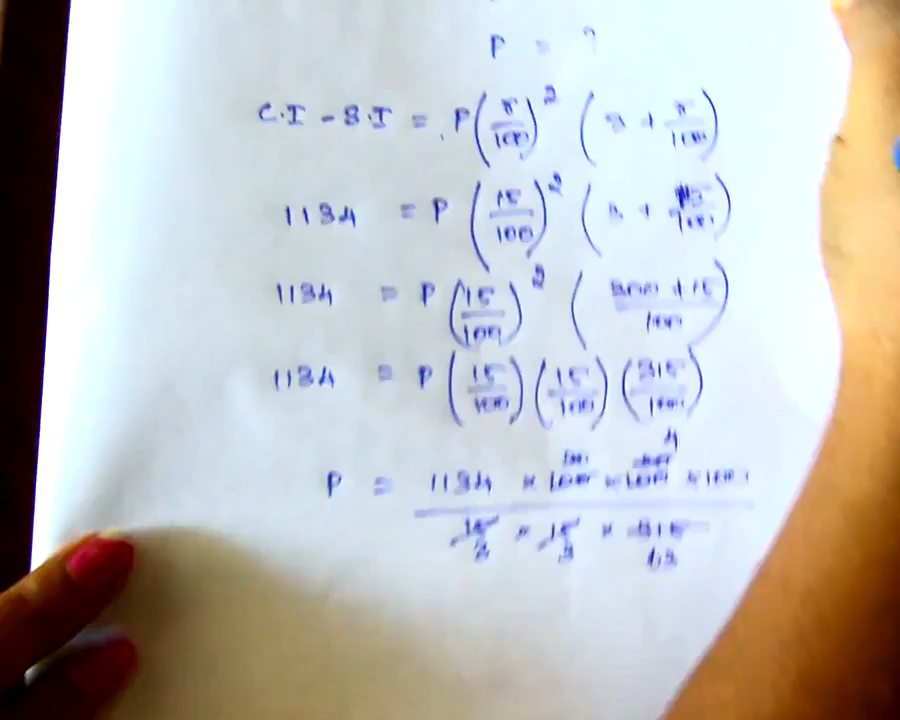 P = ?
C.I - S.I = P(r/100)² (3 + r/100)
1134 = P(15/100)² (3 + 15/100)
1134 = P(15/100)² (300 + 15/100)
1134 = P(15/100)(15/100)(315/100)
P = 1134 × 100 × 100 × 100 / 15 × 15 × 315